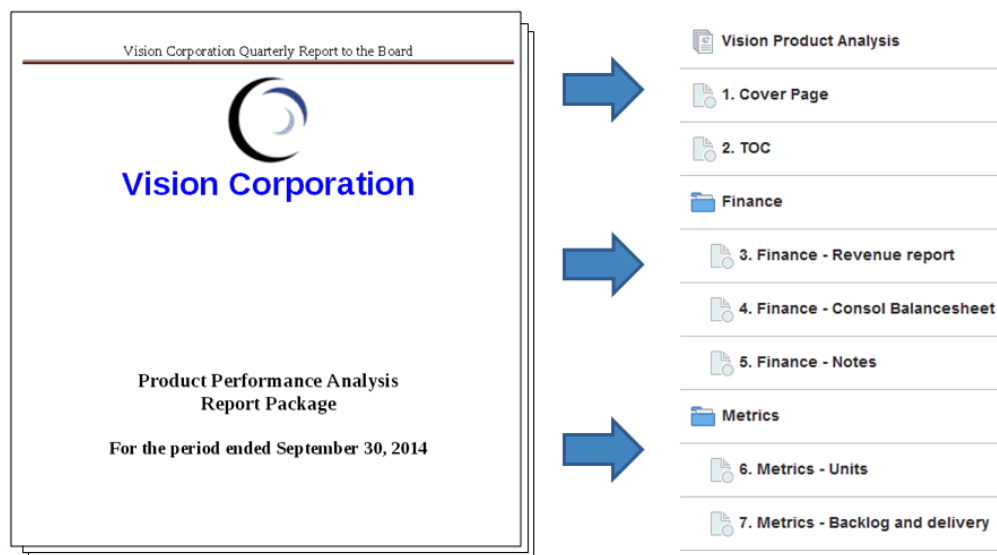 Vision Corporation Quarterly Report to the Board
Vision Corporation
Product Performance Analysis
Report Package
For the period ended September 30, 2014
Vision Product Analysis
1. Cover Page
2. TOC
Finance
3. Finance - Revenue report
4. Finance - Consol Balancesheet
5. Finance - Notes
Metrics
6. Metrics - Units
7. Metrics - Backlog and delivery